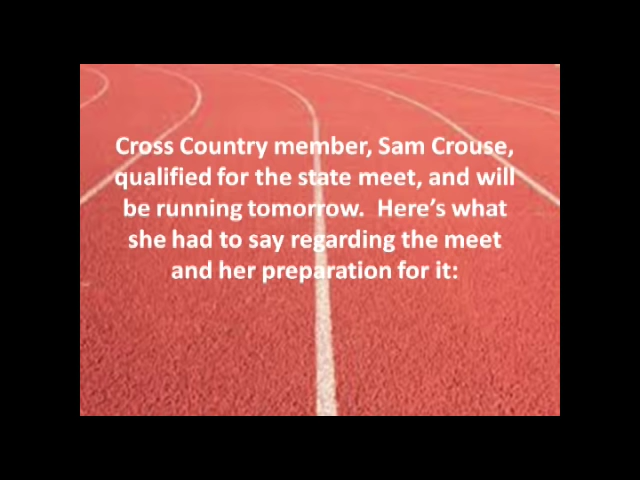 Cross Country member, Sam Crouse,
qualified for the state meet, and will
be running tomorrow.  Here’s what
she had to say regarding the meet
and her preparation for it: